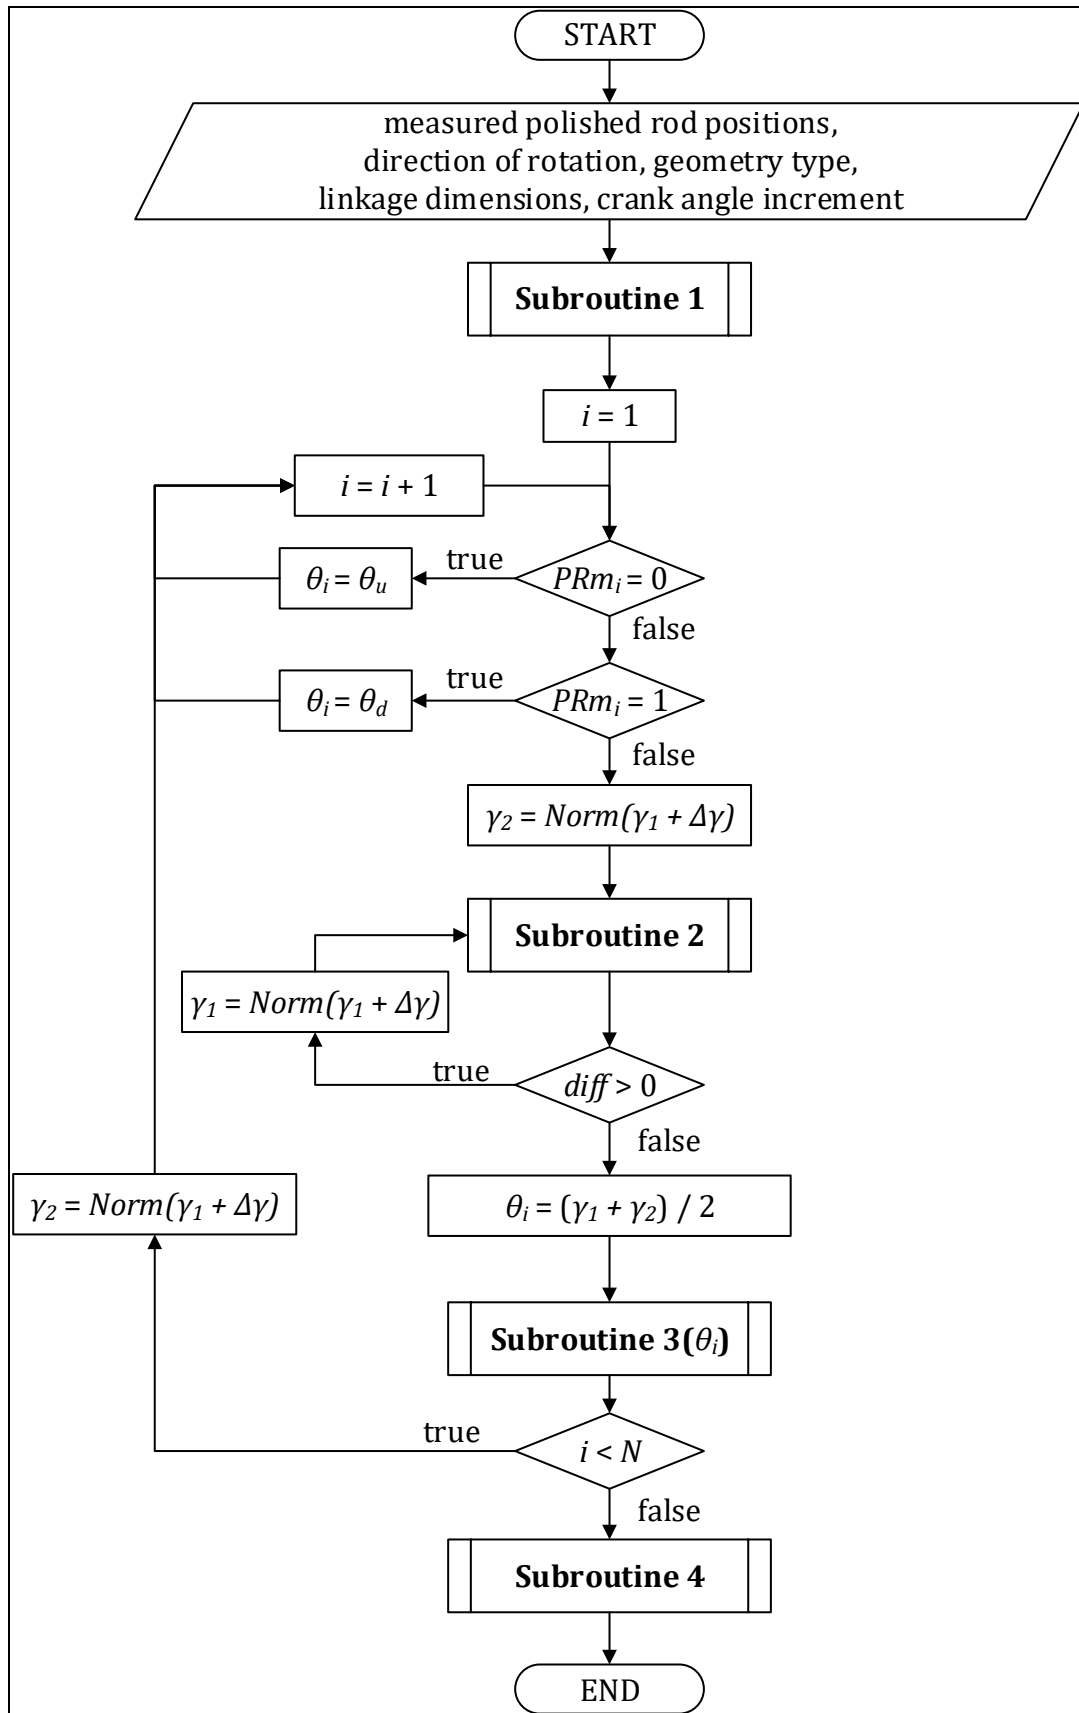 START
measured polished rod positions,
direction of rotation, geometry type,
linkage dimensions, crank angle increment
Subroutine 1
i = 1
i = i + 1
true
θᵢ = θᵤ
PRmᵢ = 0
false
true
θᵢ = θ_d
PRmᵢ = 1
false
γ₂ = Norm(γ₁ + Δγ)
Subroutine 2
γ₁ = Norm(γ₁ + Δγ)
true
diff > 0
false
γ₂ = Norm(γ₁ + Δγ)
θᵢ = (γ₁ + γ₂) / 2
Subroutine 3(θᵢ)
true
i < N
false
Subroutine 4
END